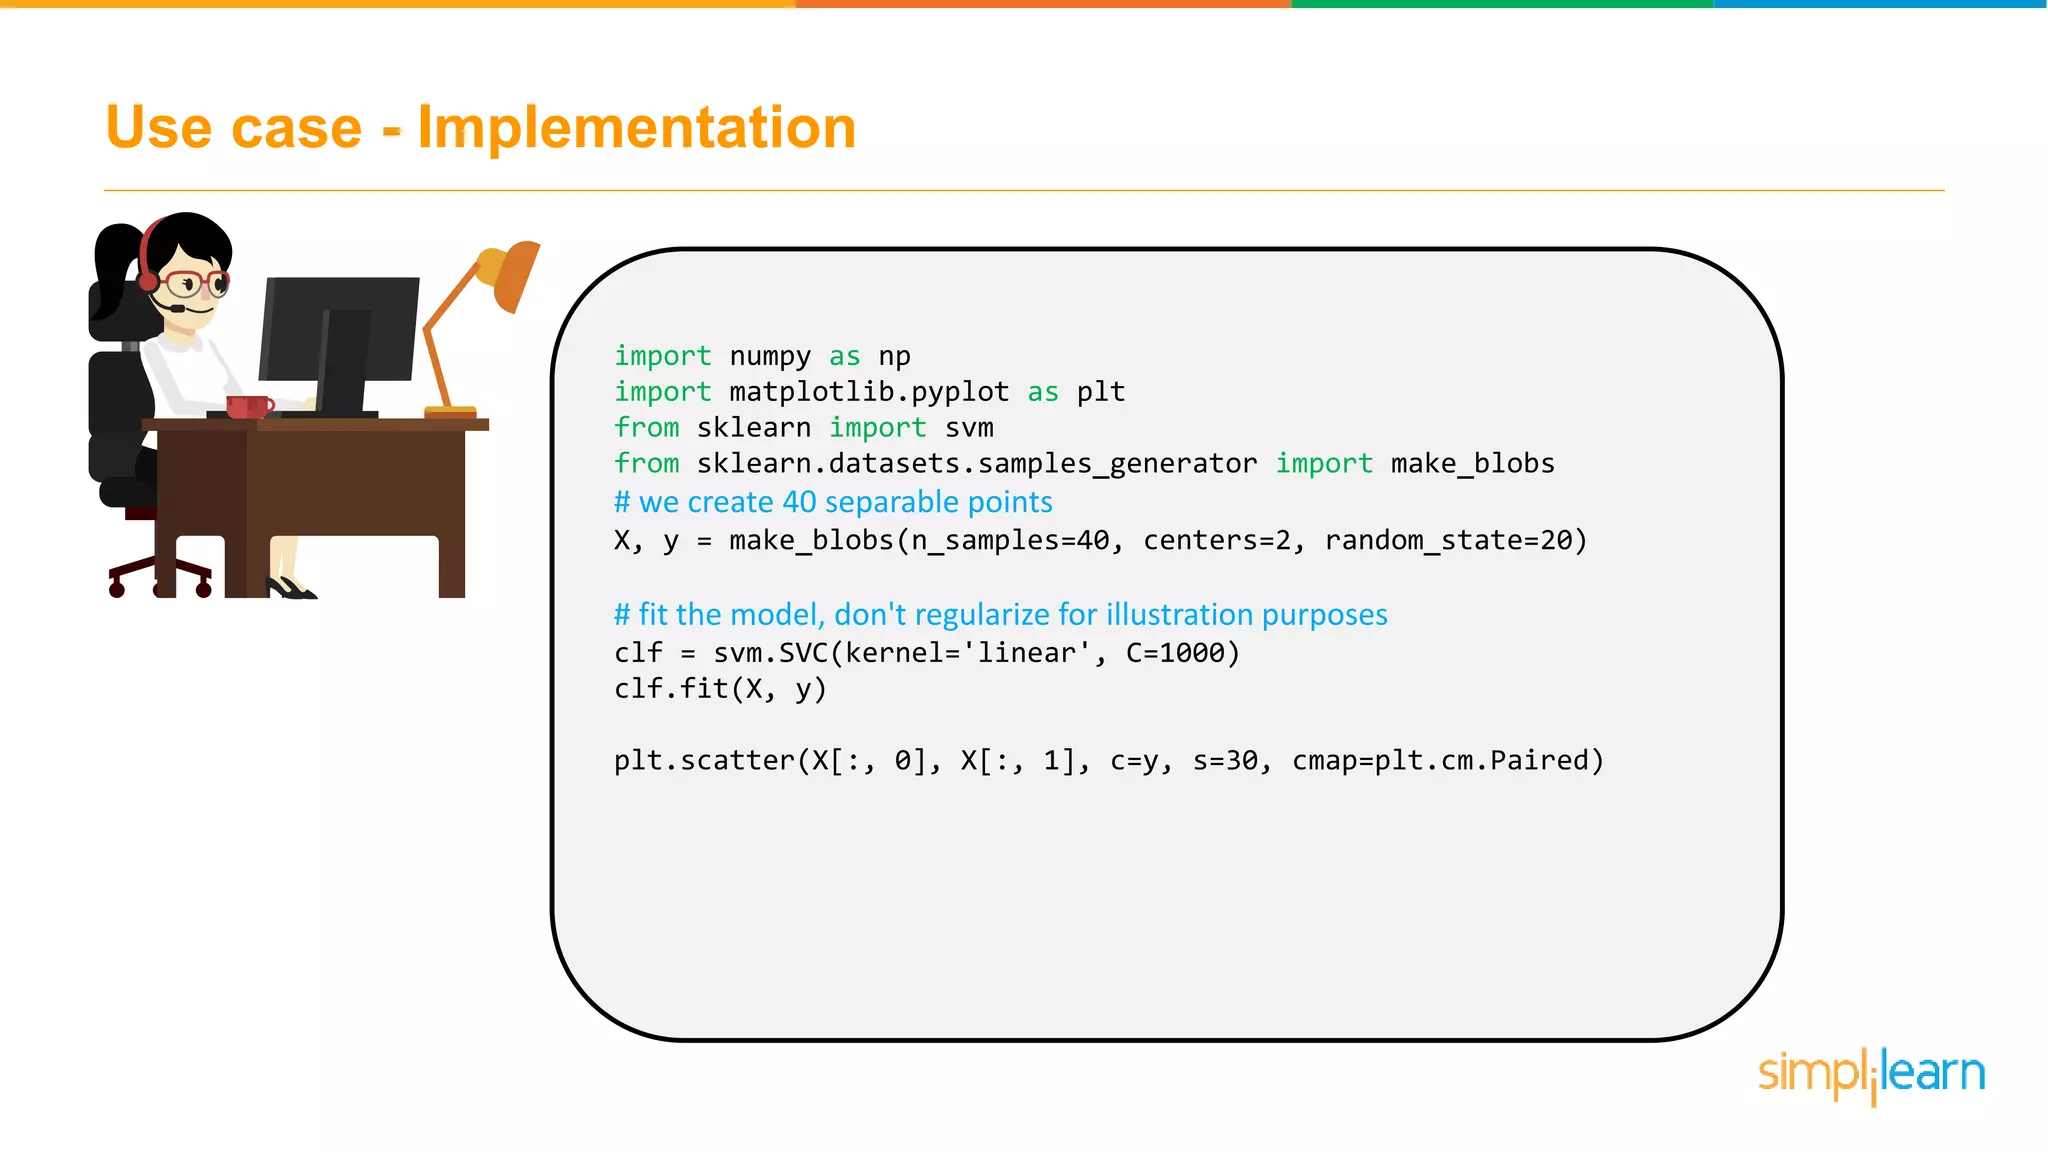 Use case - Implementation
import numpy as np
import matplotlib.pyplot as plt
from sklearn import svm
from sklearn.datasets.samples_generator import make_blobs
# we create 40 separable points
X, y = make_blobs(n_samples=40, centers=2, random_state=20)
# fit the model, don't regularize for illustration purposes
clf = svm.SVC(kernel='linear', C=1000)
clf.fit(X, y)
plt.scatter(X[:, 0], X[:, 1], c=y, s=30, cmap=plt.cm.Paired)
simplilearn